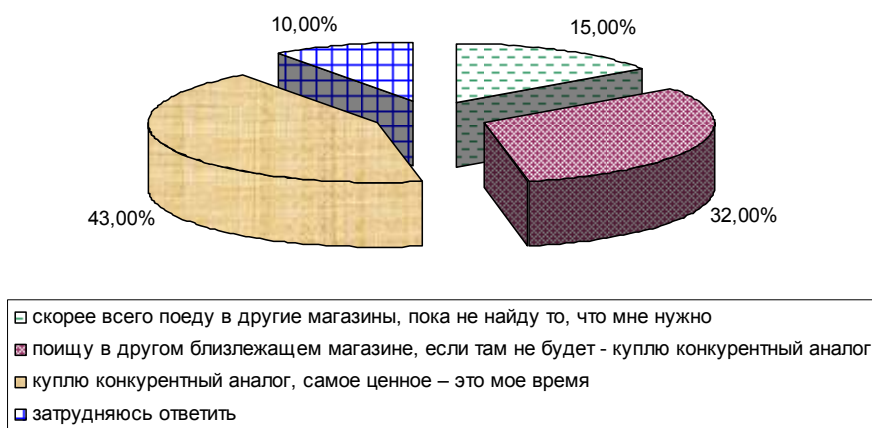 10,00%
15,00%
43,00%
32,00%
скорее всего поеду в другие магазины, пока не найду то, что мне нужно
поищу в другом близлежащем магазине, если там не будет - куплю конкурентный аналог
куплю конкурентный аналог, самое ценное – это мое время
затрудняюсь ответить